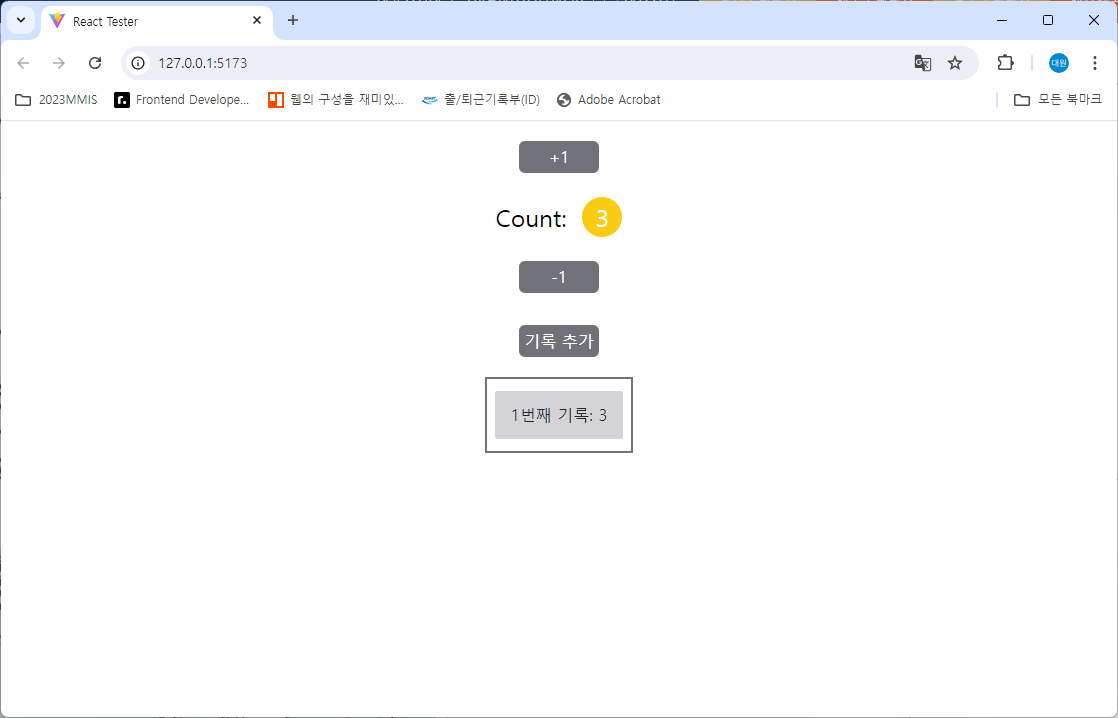 React Tester
127.0.0.1:5173
대원
2023MMIS
Frontend Develope...
웹의 구성을 재미있...
출/퇴근기록부(ID)
Adobe Acrobat
모든 북마크
+1
Count: 3
-1
기록 추가
1번째 기록: 3